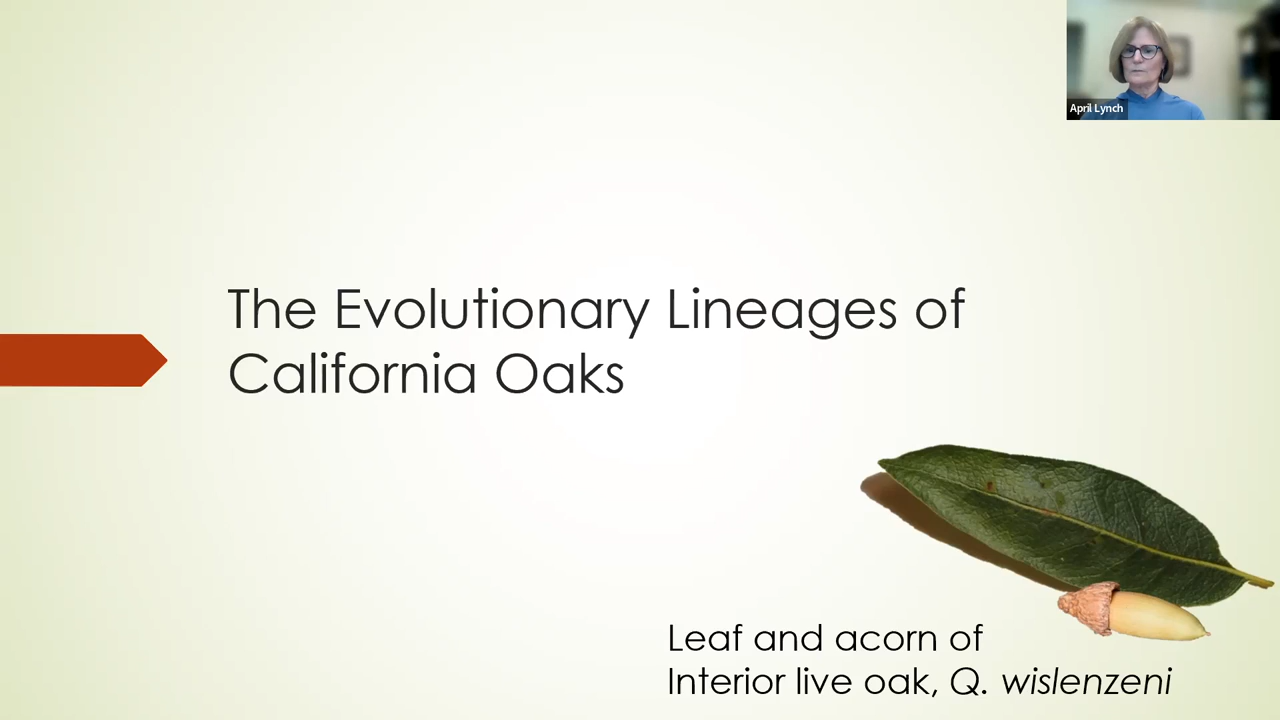 April Lynch
The Evolutionary Lineages of
California Oaks
Leaf and acorn of
Interior live oak, Q. wislenzeni